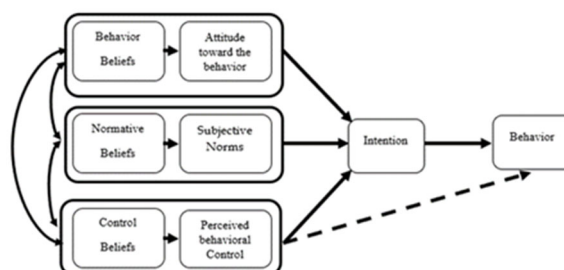 Behavior
Beliefs
Attitude
toward the
behavior
Normative
Beliefs
Subjective
Norms
Control
Beliefs
Perceived
behavioral
Control
Intention
Behavior